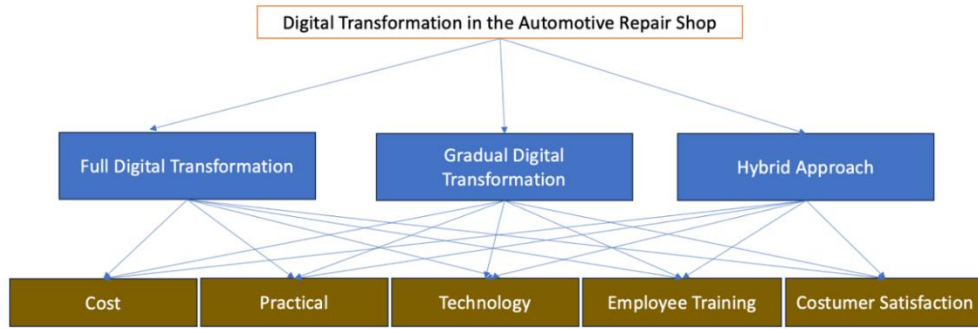 Digital Transformation in the Automotive Repair Shop
Full Digital Transformation
Gradual Digital
Transformation
Hybrid Approach
Cost
Practical
Technology
Employee Training
Costumer Satisfaction